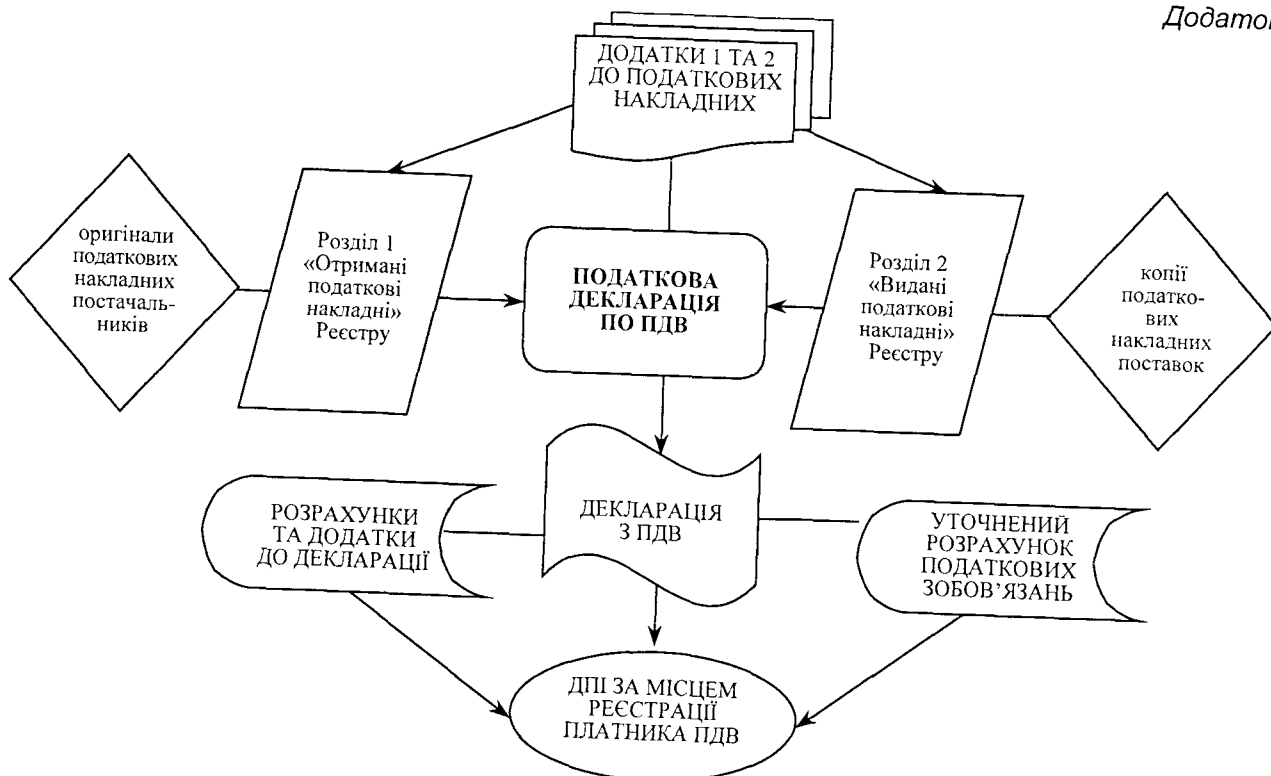 Додаток
ДОДАТКИ 1 ТА 2
ДО ПОДАТКОВИХ
НАКЛАДНИХ
оригінали
податкових
накладних
постачаль-
ників
Розділ 1
«Отримані
податкові
накладні»
Реєстру
ПОДАТКОВА
ДЕКЛАРАЦІЯ
ПО ПДВ
Розділ 2
«Видані
податкові
накладні»
Реєстру
копії
податко-
вих
накладних
поставок
РОЗРАХУНКИ
ТА ДОДАТКИ
ДО ДЕКЛАРАЦІЇ
ДЕКЛАРАЦІЯ
З ПДВ
УТОЧНЕНИЙ
РОЗРАХУНОК
ПОДАТКОВИХ
ЗОБОВ’ЯЗАНЬ
ДПІ ЗА МІСЦЕМ
РЕЄСТРАЦІЇ
ПЛАТНИКА ПДВ